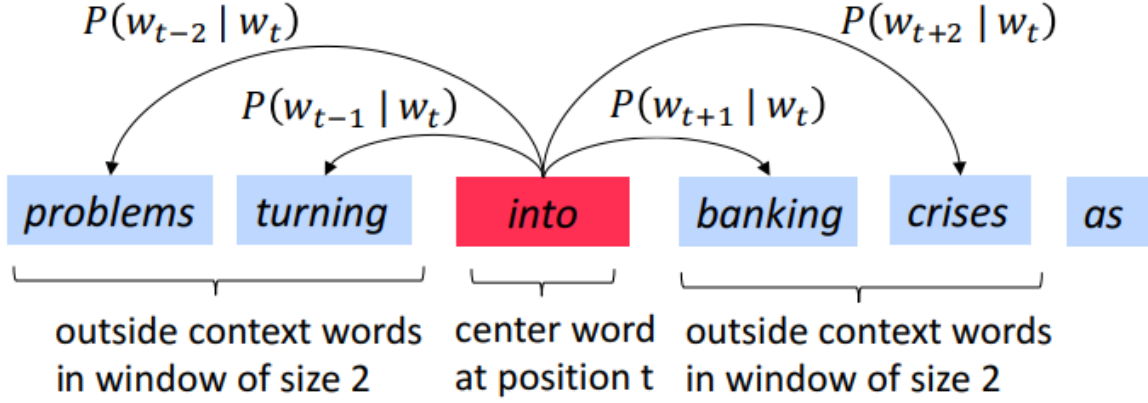 P(w_{t−2} | w_t)
P(w_{t+2} | w_t)
P(w_{t−1} | w_t)
P(w_{t+1} | w_t)
problems turning into banking crises as
outside context words
in window of size 2
center word
at position t
outside context words
in window of size 2